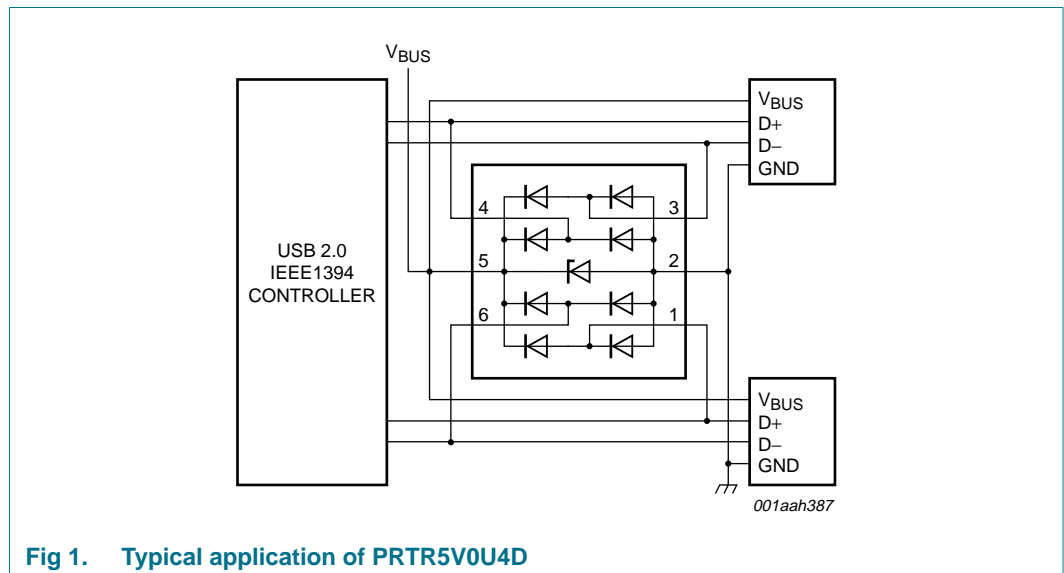 VBUS
USB 2.0
IEEE1394
CONTROLLER
4
5
6
3
2
1
VBUS
D+
D−
GND
VBUS
D+
D−
GND
001aah387
Fig 1. Typical application of PRTR5V0U4D